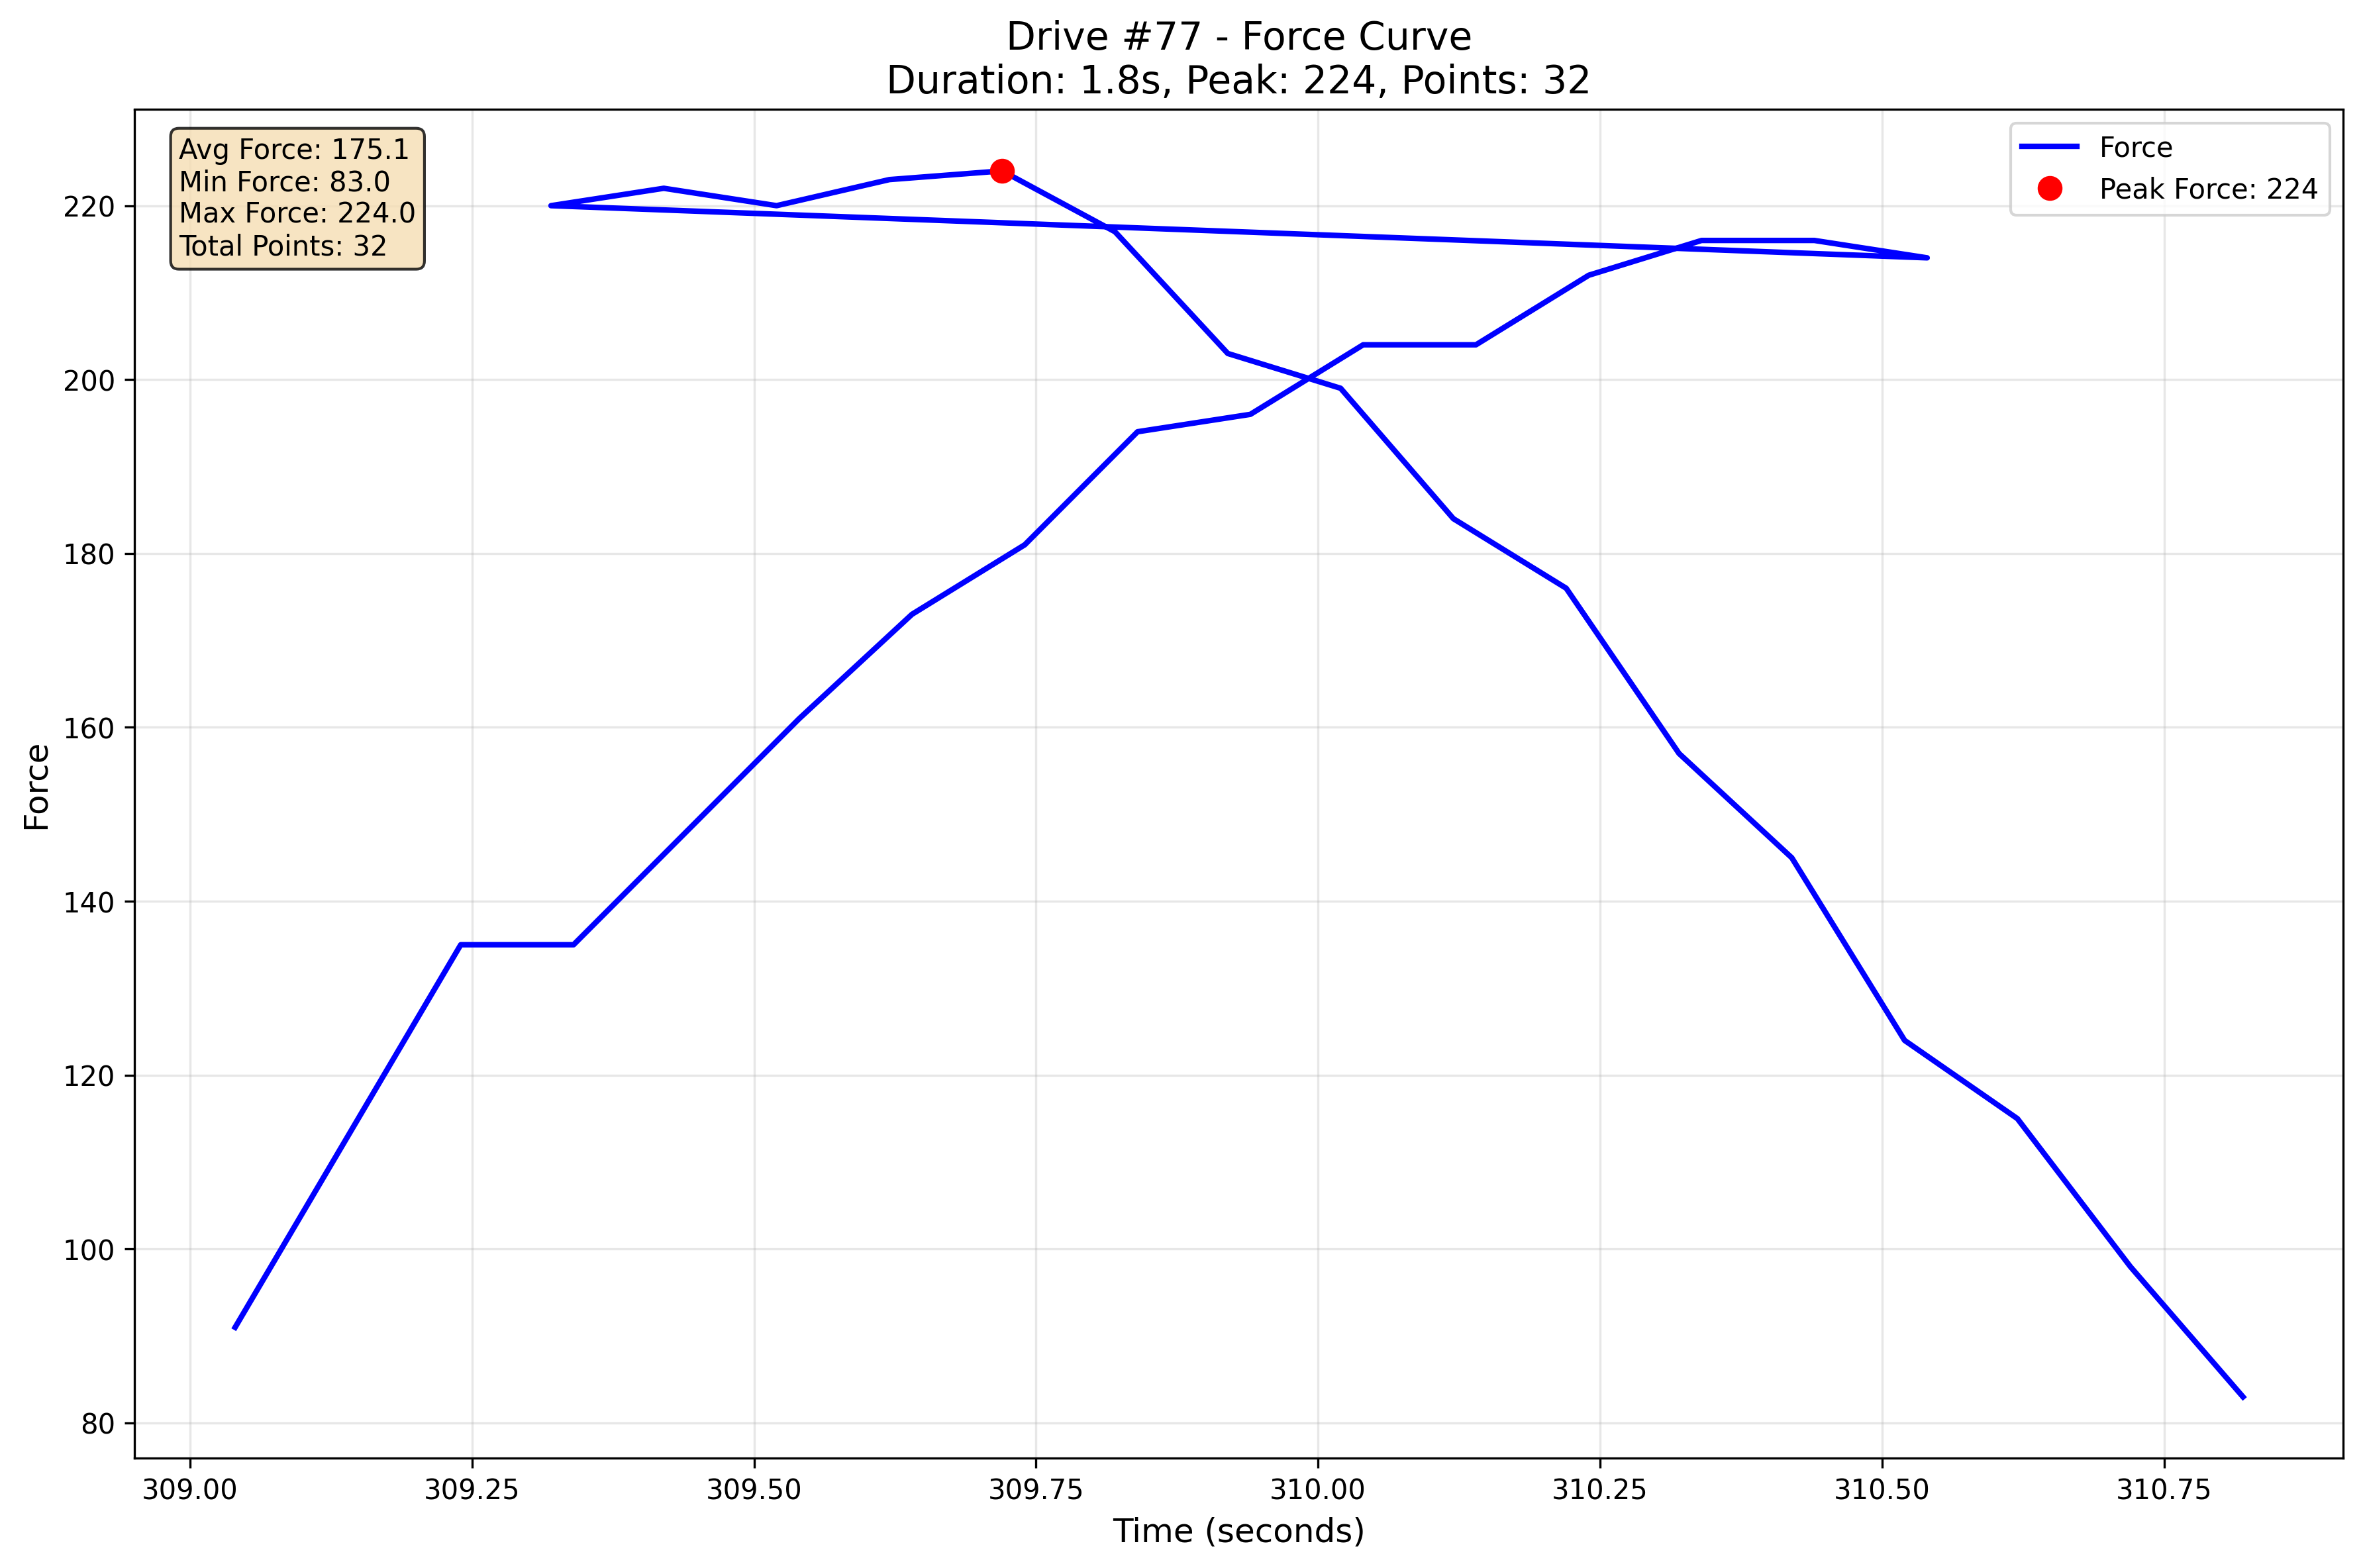 Drive #77 - Force Curve
Duration: 1.8s, Peak: 224, Points: 32
Avg Force: 175.1
Min Force: 83.0
Max Force: 224.0
Total Points: 32
Force
Peak Force: 224
220
200
180
160
140
120
100
80
Force
309.00 309.25 309.50 309.75 310.00 310.25 310.50 310.75
Time (seconds)